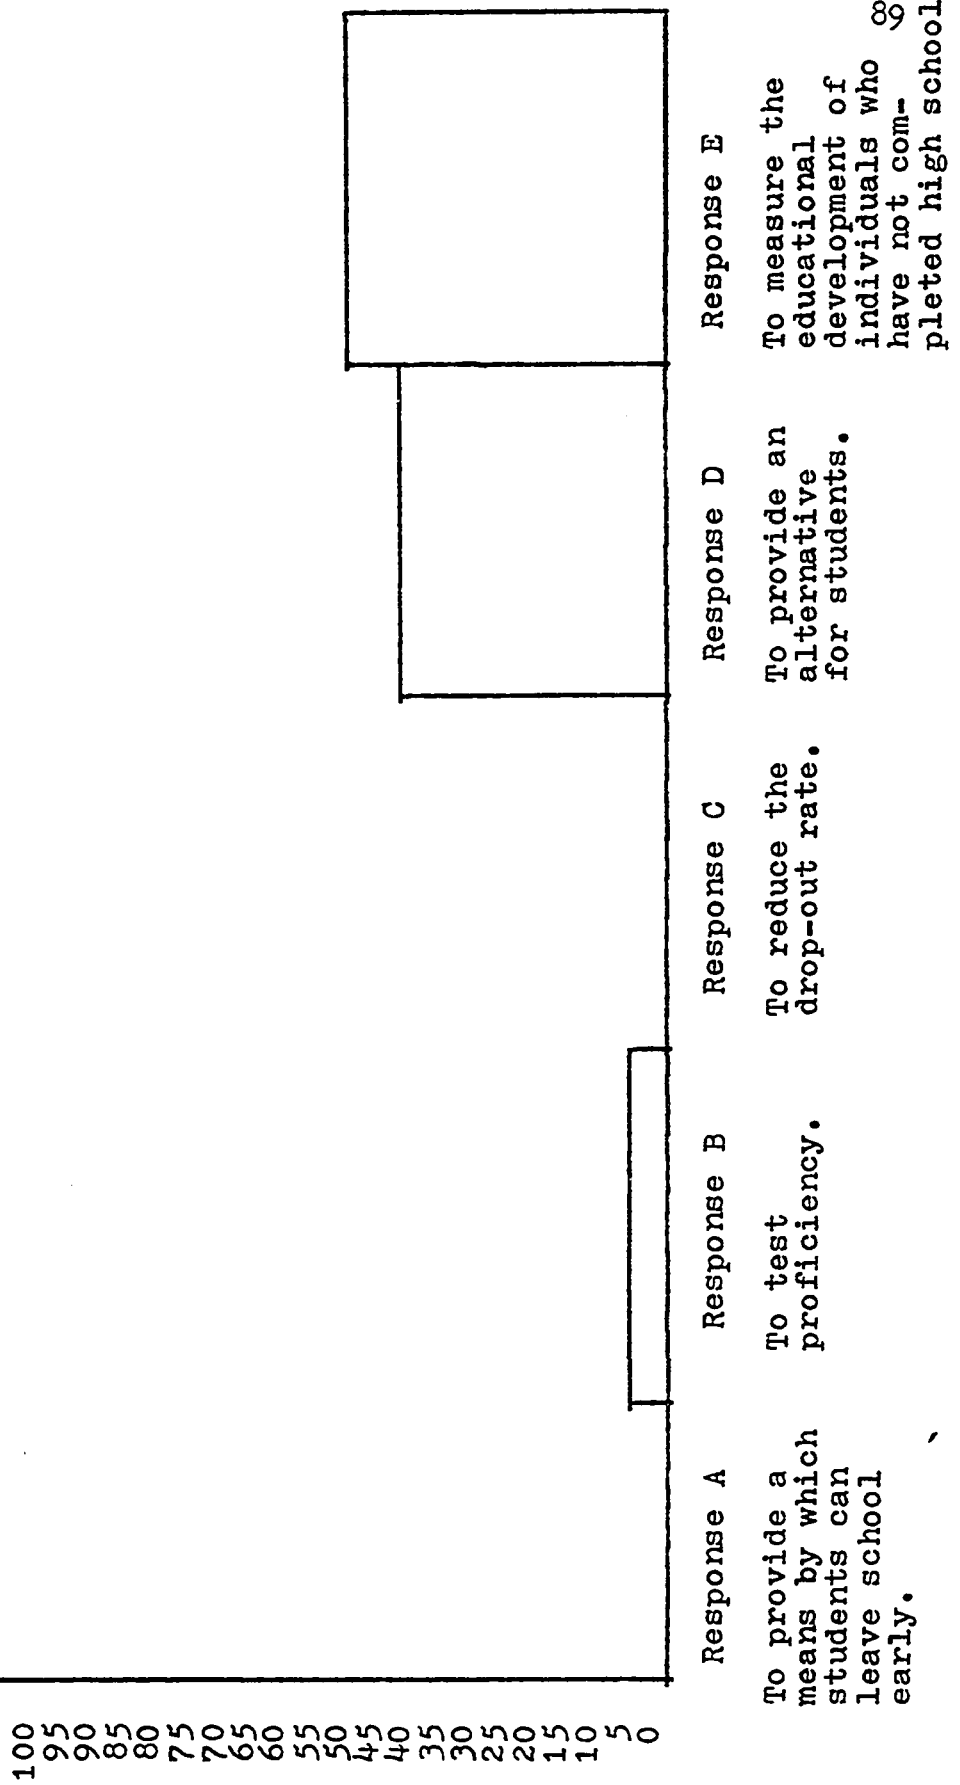 100
95
90
85
80
75
70
65
60
55
50
45
40
35
30
25
20
15
10
5
0
Response A
To provide a
means by which
students can
leave school
early.
Response B
To test
proficiency.
Response C
To reduce the
drop-out rate.
Response D
To provide an
alternative
for students.
Response E
To measure the
educational
development of
individuals who
have not com-
pleted high school
89